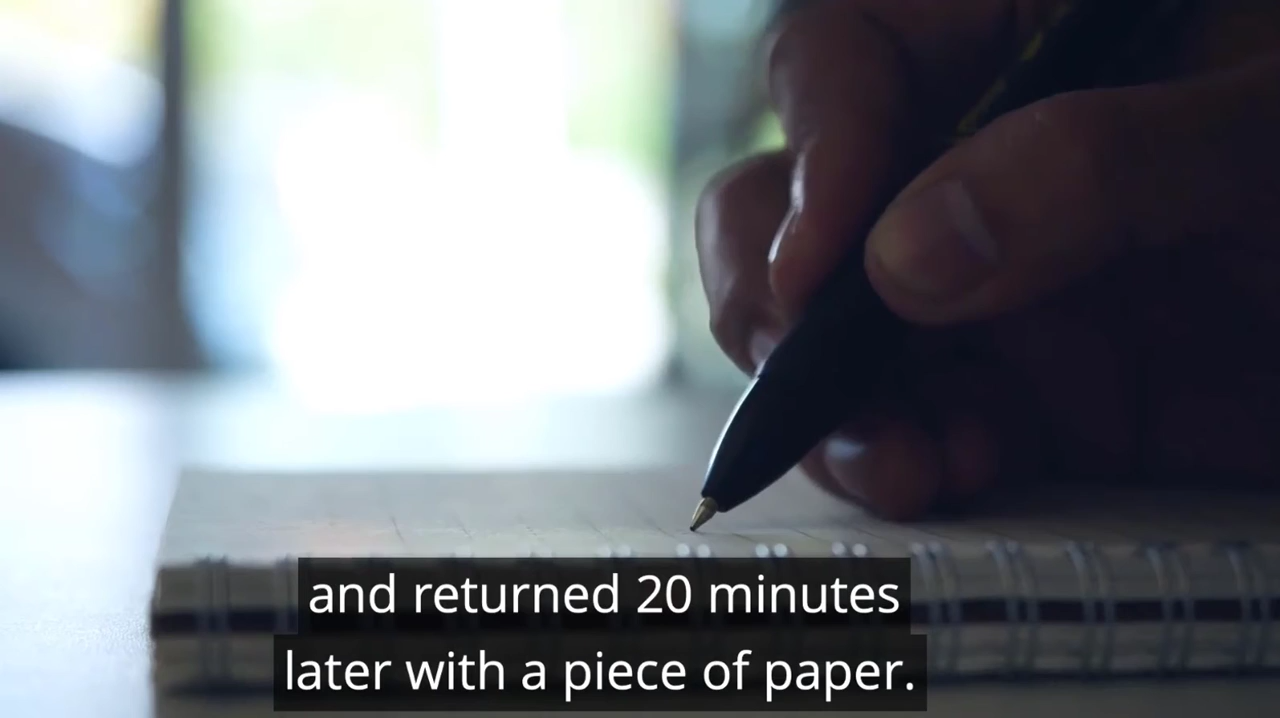 and returned 20 minutes
later with a piece of paper.